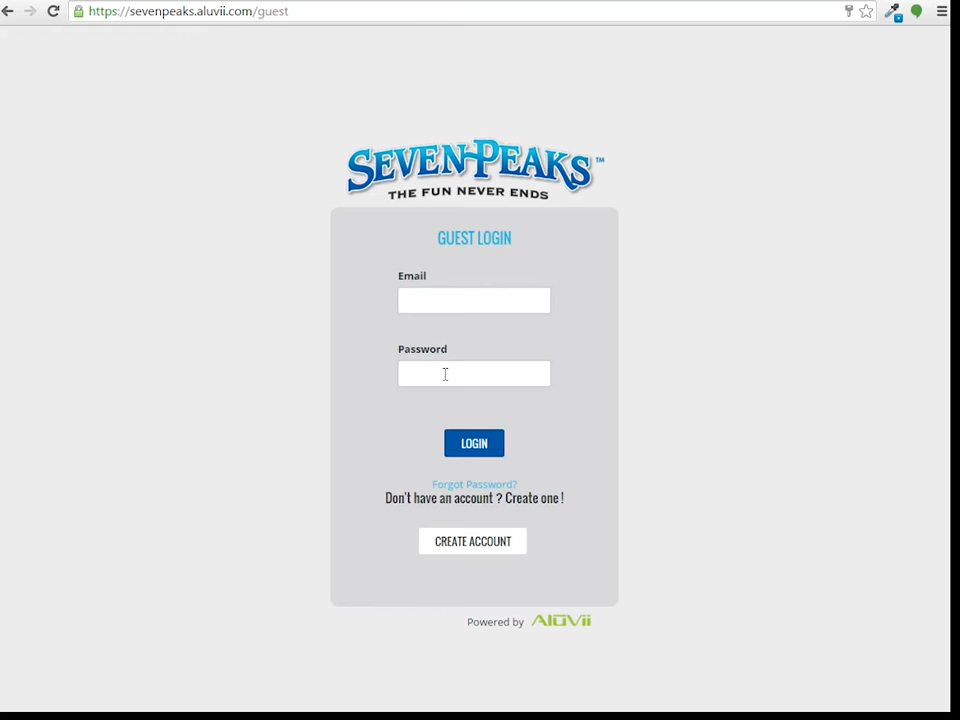 https://sevenpeaks.aluvii.com/guest
SEVEN PEAKS™
THE FUN NEVER ENDS
GUEST LOGIN
Email
Password
LOGIN
Forgot Password?
Don't have an account ? Create one !
CREATE ACCOUNT
Powered by Alüvii